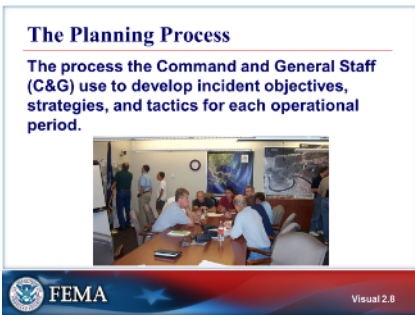 The Planning Process
The process the Command and General Staff
(C&G) use to develop incident objectives,
strategies, and tactics for each operational
period.
FEMA
Visual 2.8